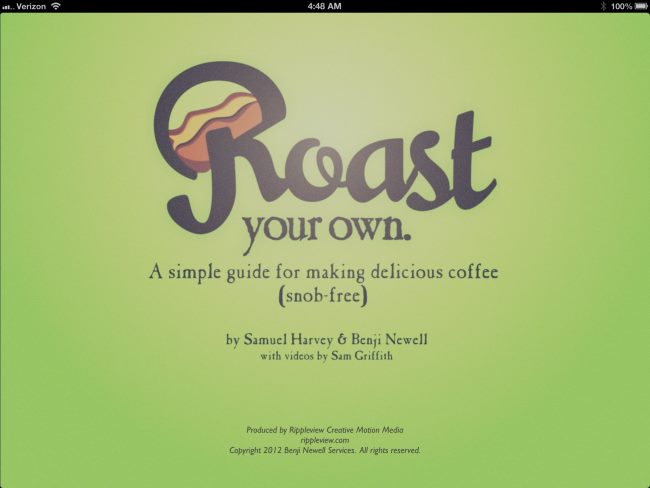 Verizon
4:48 AM
100%
Roast
your own.
A simple guide for making delicious coffee
(snob-free)
by Samuel Harvey & Benji Newell
with videos by Sam Griffith
Produced by Rippleview Creative Motion Media
rippleview.com
Copyright 2012 Benji Newell Services. All rights reserved.